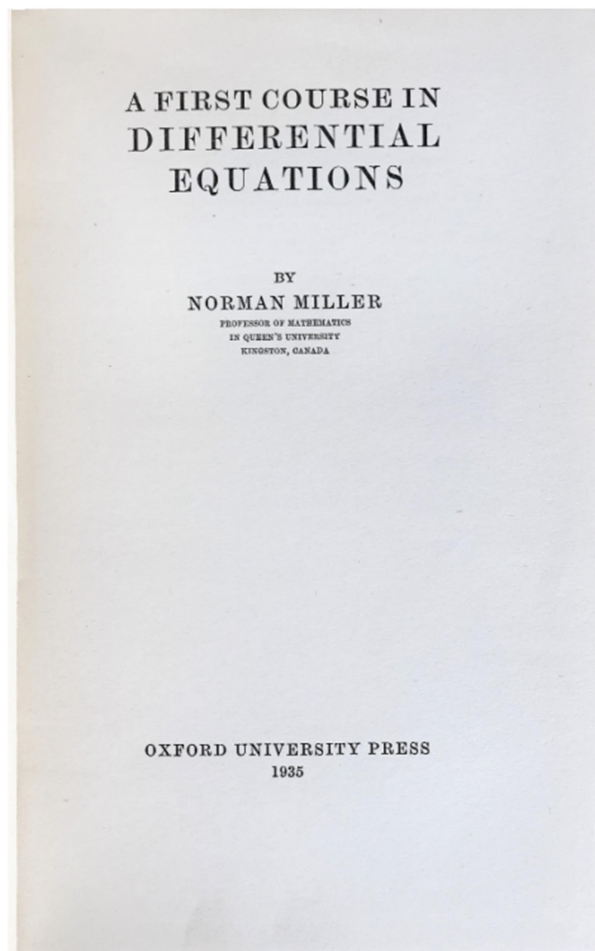 A FIRST COURSE IN
DIFFERENTIAL
EQUATIONS
BY
NORMAN MILLER
PROFESSOR OF MATHEMATICS
IN QUEEN'S UNIVERSITY
KINGSTON, CANADA
OXFORD UNIVERSITY PRESS
1935